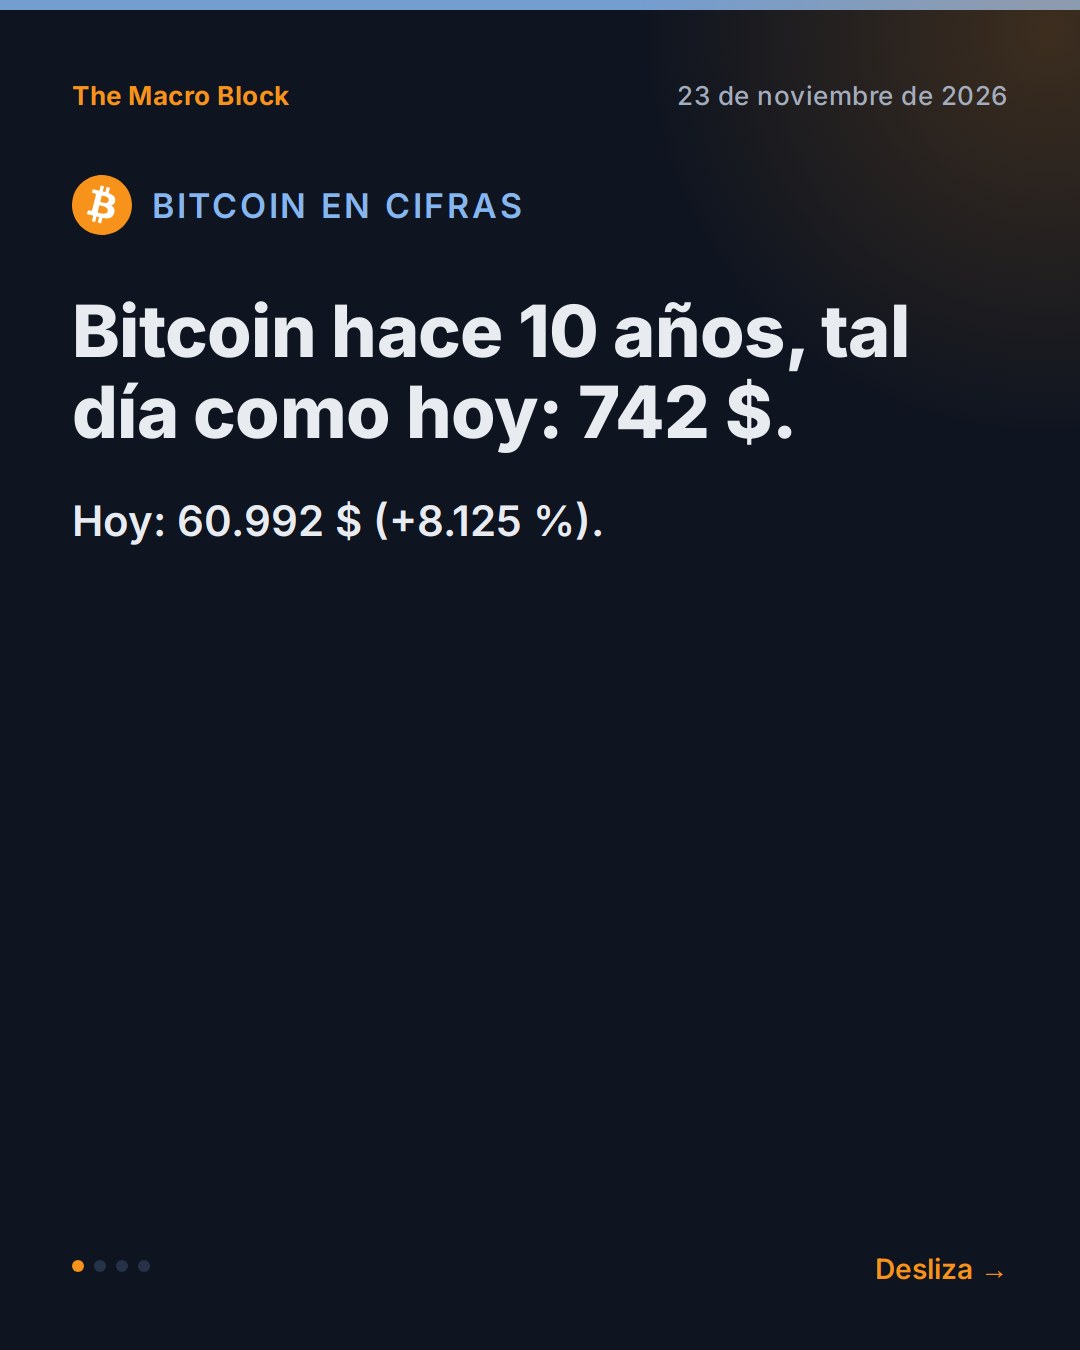 The Macro Block
23 de noviembre de 2026
BITCOIN EN CIFRAS
Bitcoin hace 10 años, tal
día como hoy: 742 $.
Hoy: 60.992 $ (+8.125 %).
Desliza →